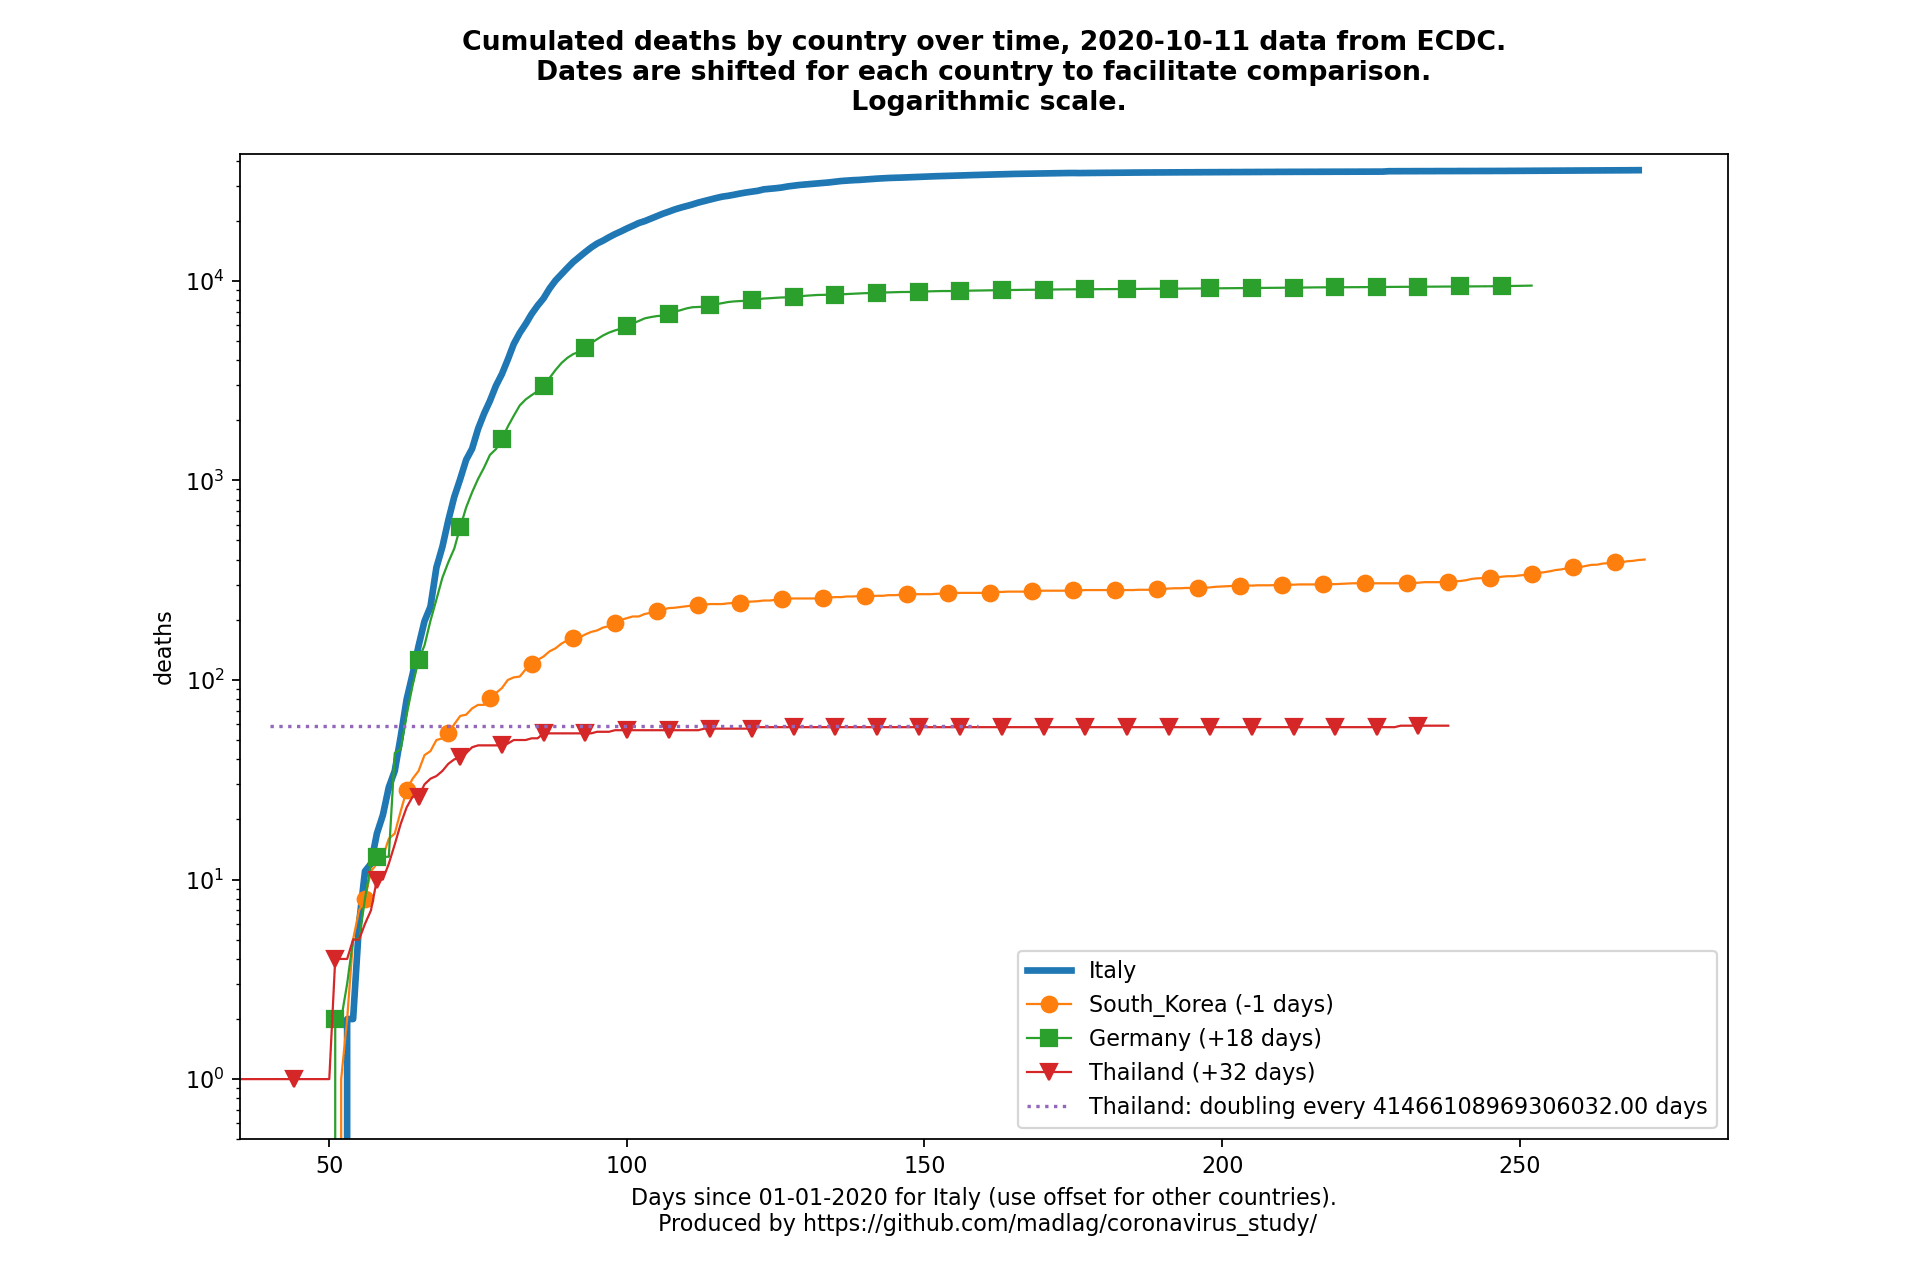 Cumulated deaths by country over time, 2020-10-11 data from ECDC.
Dates are shifted for each country to facilitate comparison.
Logarithmic scale.
deaths
10^4
10^3
10^2
10^1
10^0
Italy
South_Korea (-1 days)
Germany (+18 days)
Thailand (+32 days)
Thailand: doubling every 41466108969306032.00 days
50 100 150 200 250
Days since 01-01-2020 for Italy (use offset for other countries).
Produced by https://github.com/madlag/coronavirus_study/